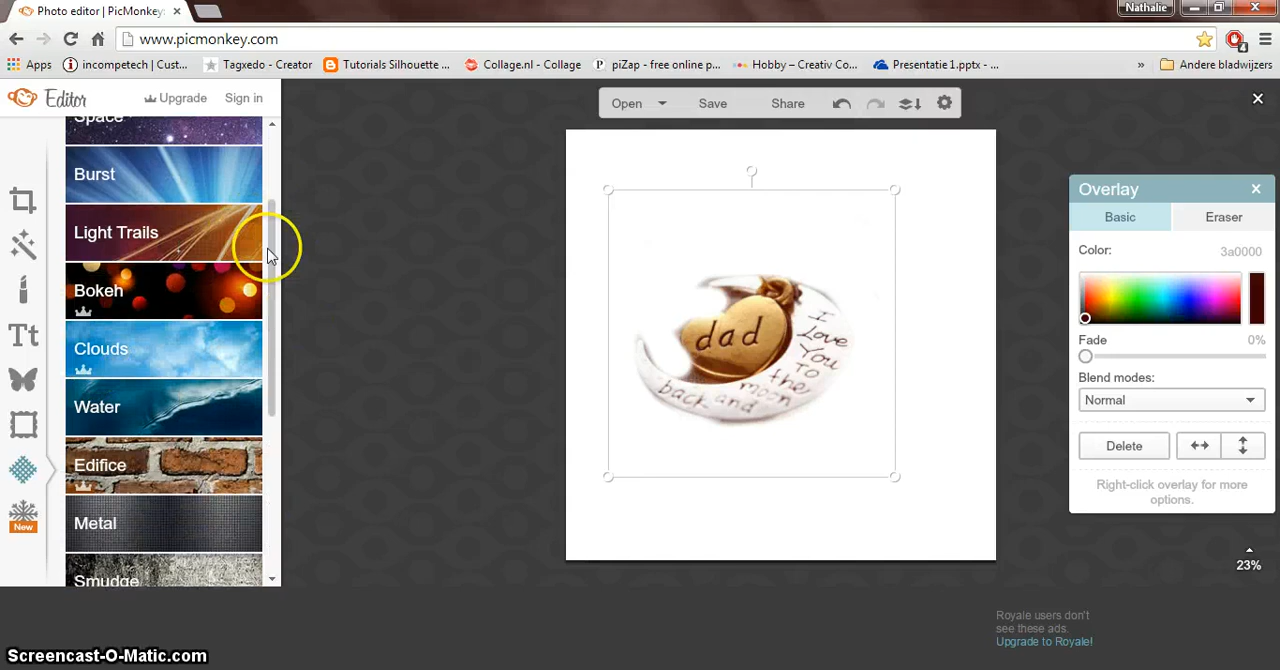 Photo editor | PicMonkey:
Nathalie
www.picmonkey.com
4
Apps
incompetech | Cust...
Tagxedo - Creator
Tutorials Silhouette ...
Collage.nl - Collage
piZap - free online p...
Hobby – Creativ Co...
Presentatie 1.pptx - ...
»
Andere bladwijzers
Editor
Upgrade
Sign in
Open
Save
Share
Space
Burst
Light Trails
Bokeh
Clouds
Water
Edifice
Metal
Smudge
Tt
New
dad
I
Love
You
To
the
moon
and
back
Overlay
Basic
Eraser
Color:
3a0000
Fade
0%
Blend modes:
Normal
Delete
Right-click overlay for more
options.
23%
Royale users don't
see these ads.
Upgrade to Royale!
Screencast-O-Matic.com